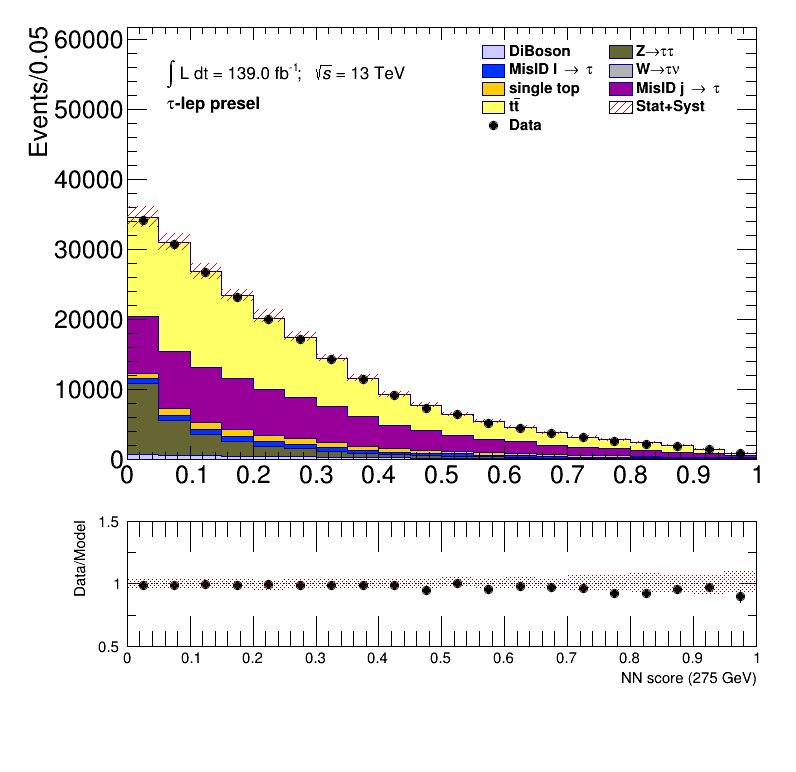 Events/0.05
60000
50000
40000
30000
20000
10000
0
∫ L dt = 139.0 fb⁻¹; √s = 13 TeV
τ-lep presel
DiBoson
MisID l → τ
single top
tt̄
Data
Z→ττ
W→τν
MisID j → τ
Stat+Syst
0 0.1 0.2 0.3 0.4 0.5 0.6 0.7 0.8 0.9 1
Data/Model
1.5
1
0.5
0 0.1 0.2 0.3 0.4 0.5 0.6 0.7 0.8 0.9 1
NN score (275 GeV)